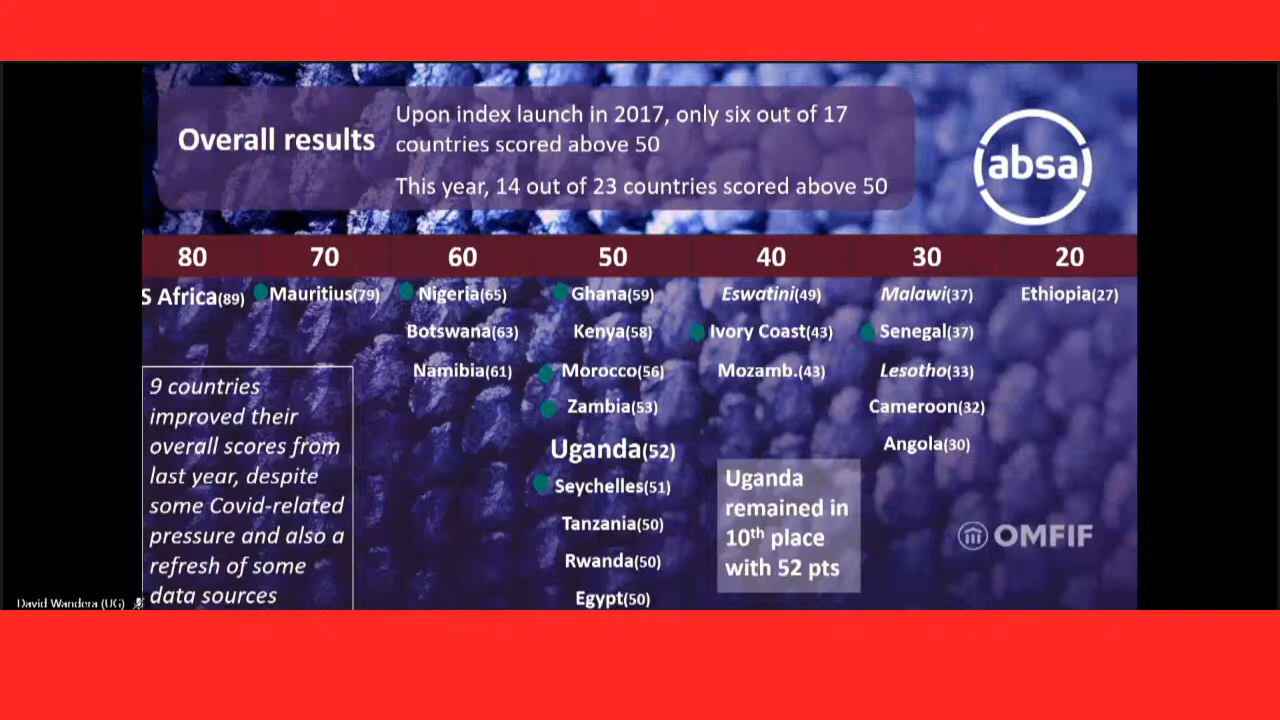 Overall results
Upon index launch in 2017, only six out of 17
countries scored above 50
This year, 14 out of 23 countries scored above 50
absa
80 70 60 50 40 30 20
S Africa(89) Mauritius(79) Nigeria(65) Ghana(59) Eswatini(49) Malawi(37) Ethiopia(27)
Botswana(63) Kenya(58) Ivory Coast(43) Senegal(37)
Namibia(61) Morocco(56) Mozamb.(43) Lesotho(33)
Zambia(53) Cameroon(32)
Uganda(52) Angola(30)
Seychelles(51)
Tanzania(50)
Rwanda(50)
Egypt(50)
9 countries
improved their
overall scores from
last year, despite
some Covid-related
pressure and also a
refresh of some
data sources
Uganda
remained in
10th place
with 52 pts
OMFIF
David Wandera (UG)